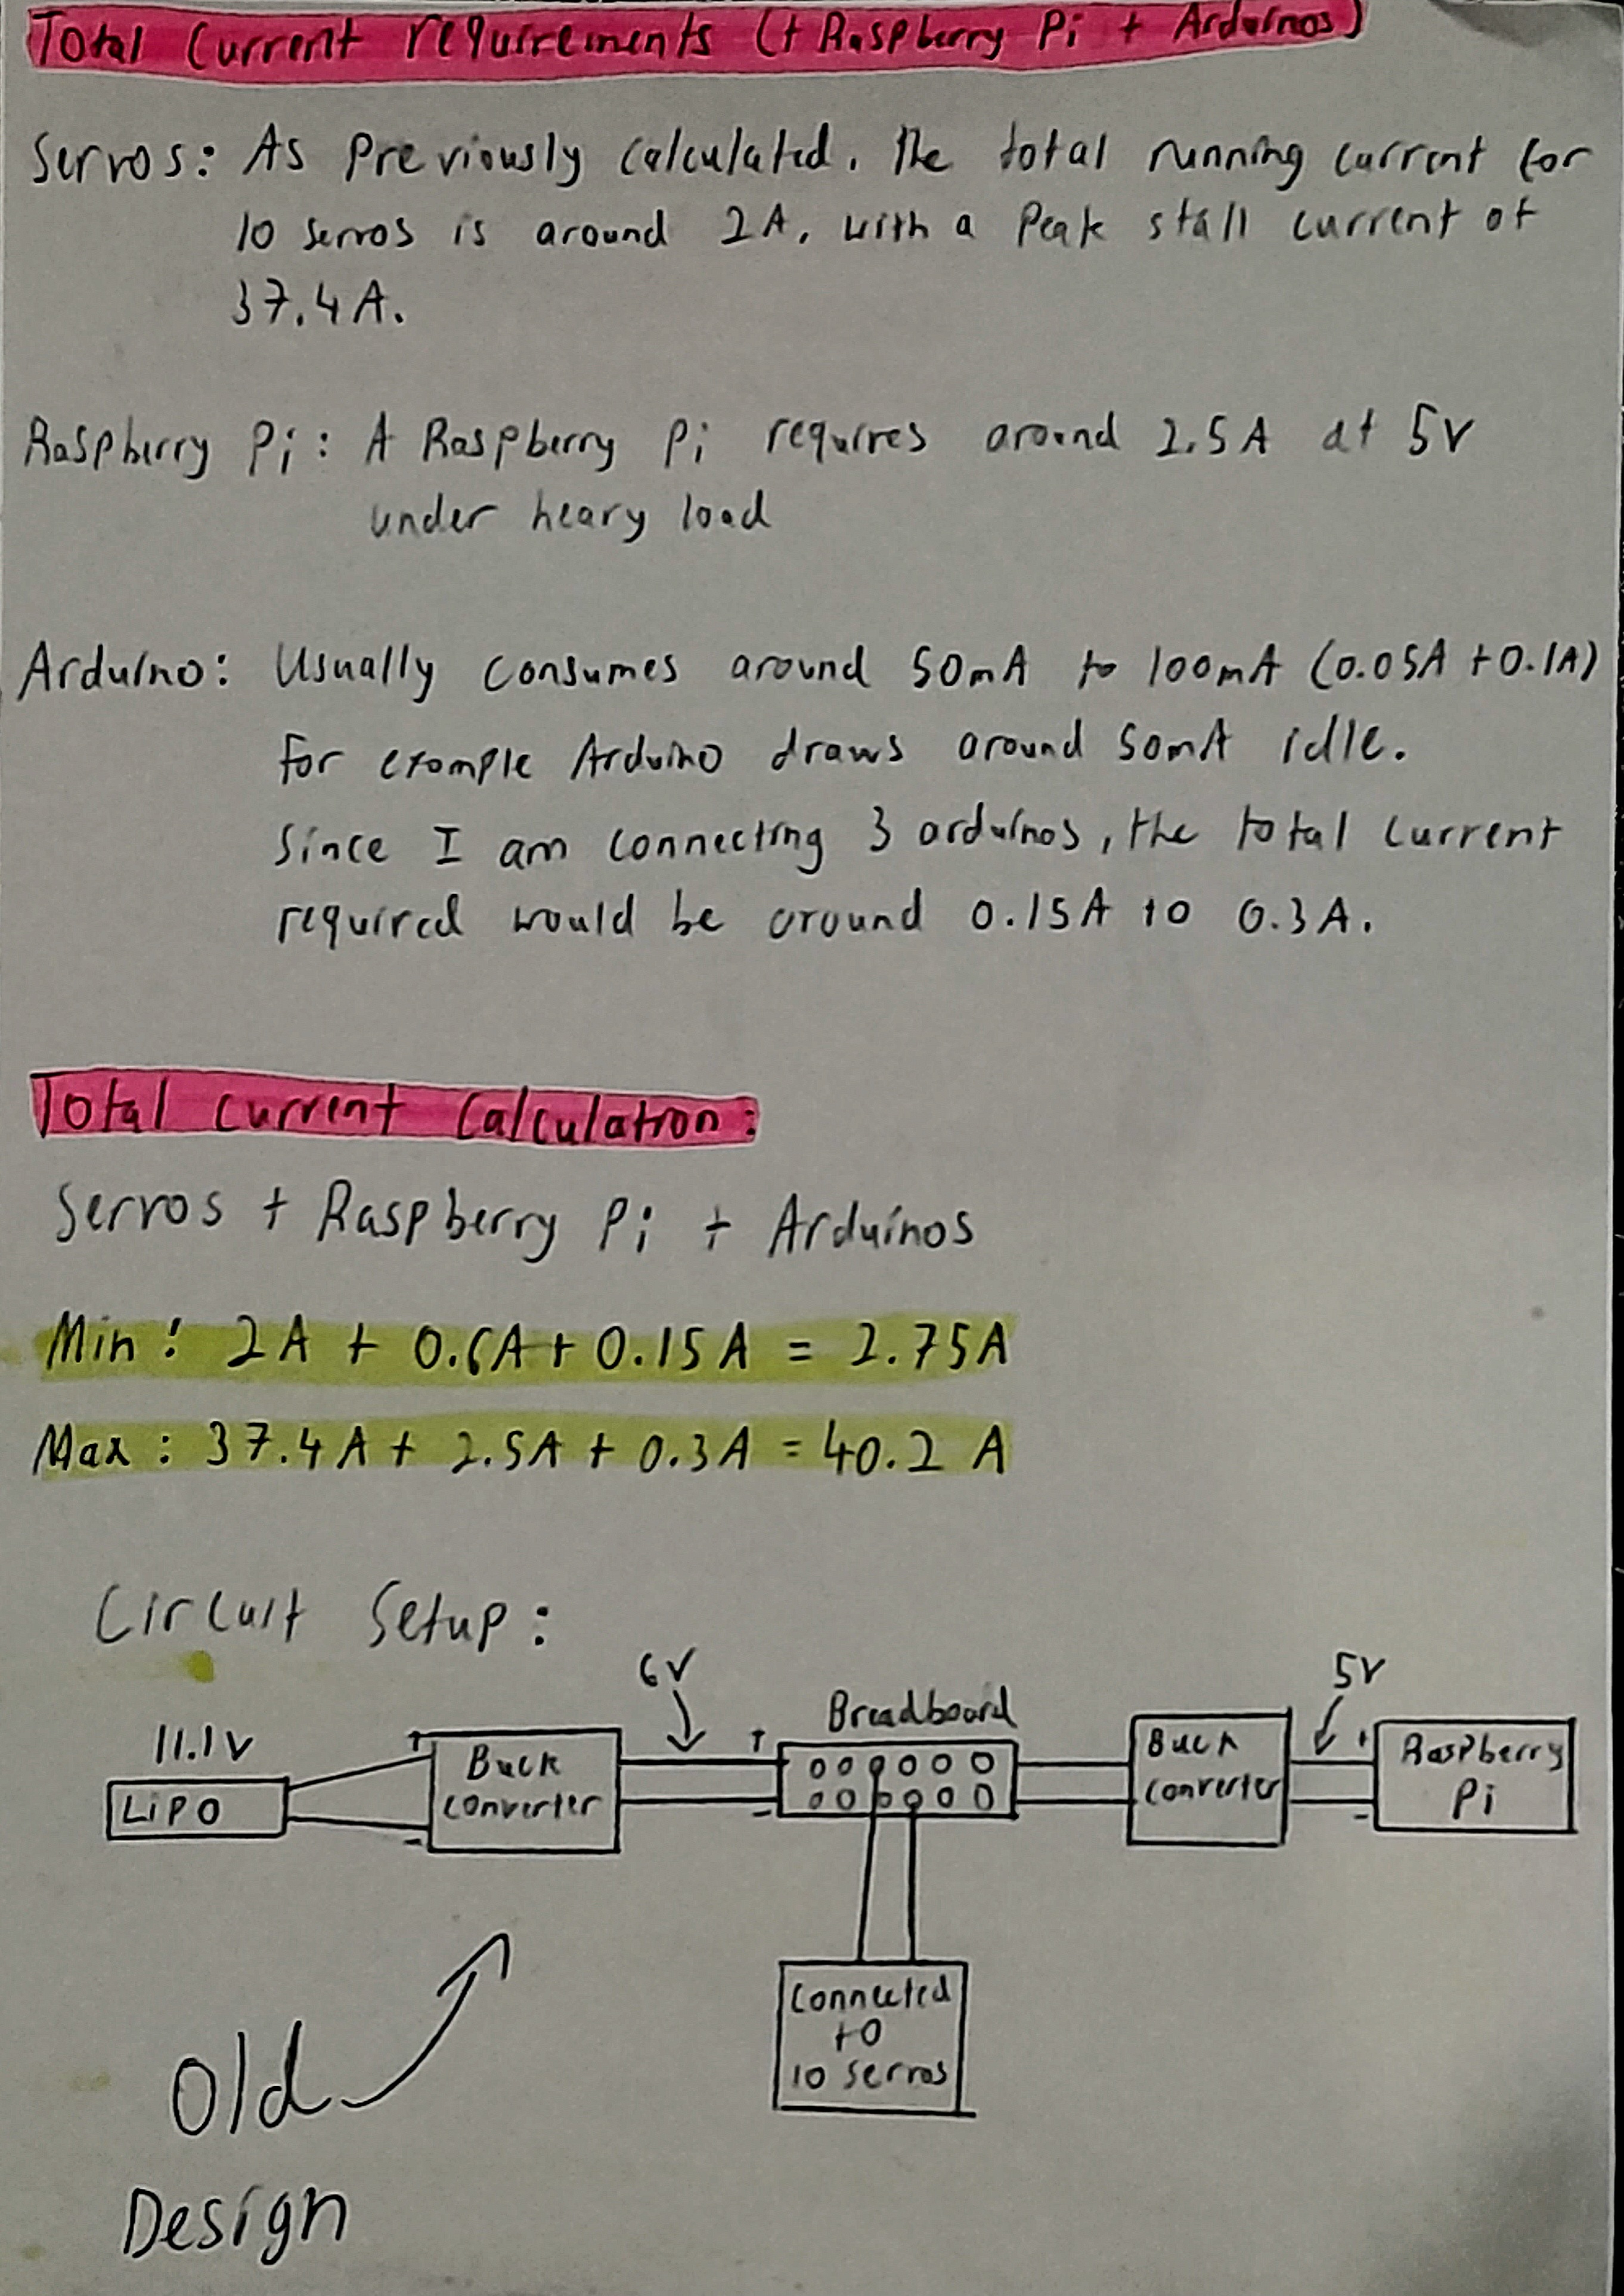 Total Current requirements (+ Raspberry Pi + Arduinos)
Servos: As previously calculated, the total running current for
10 servos is around 2A, with a Peak stall current of
37.4A.
Raspberry Pi: A Raspberry Pi requires around 2.5A at 5V
under heavy load
Arduino: Usually consumes around 50mA to 100mA (0.05A + 0.1A)
For example Arduino draws around 50mA idle.
Since I am connecting 3 arduinos, the total current
required would be around 0.15A to 0.3A.
Total current Calculation:
Servos + Raspberry Pi + Arduinos
Min: 2A + 0.6A + 0.15A = 2.75A
Max: 37.4A + 2.5A + 0.3A = 40.2 A
Circuit Setup:
6V
5V
Breadboard
11.1V
+
+
+
LiPO
Buck
converter
Buck
converter
Raspberry
Pi
-
-
-
Connected
to
10 servos
Old
Design